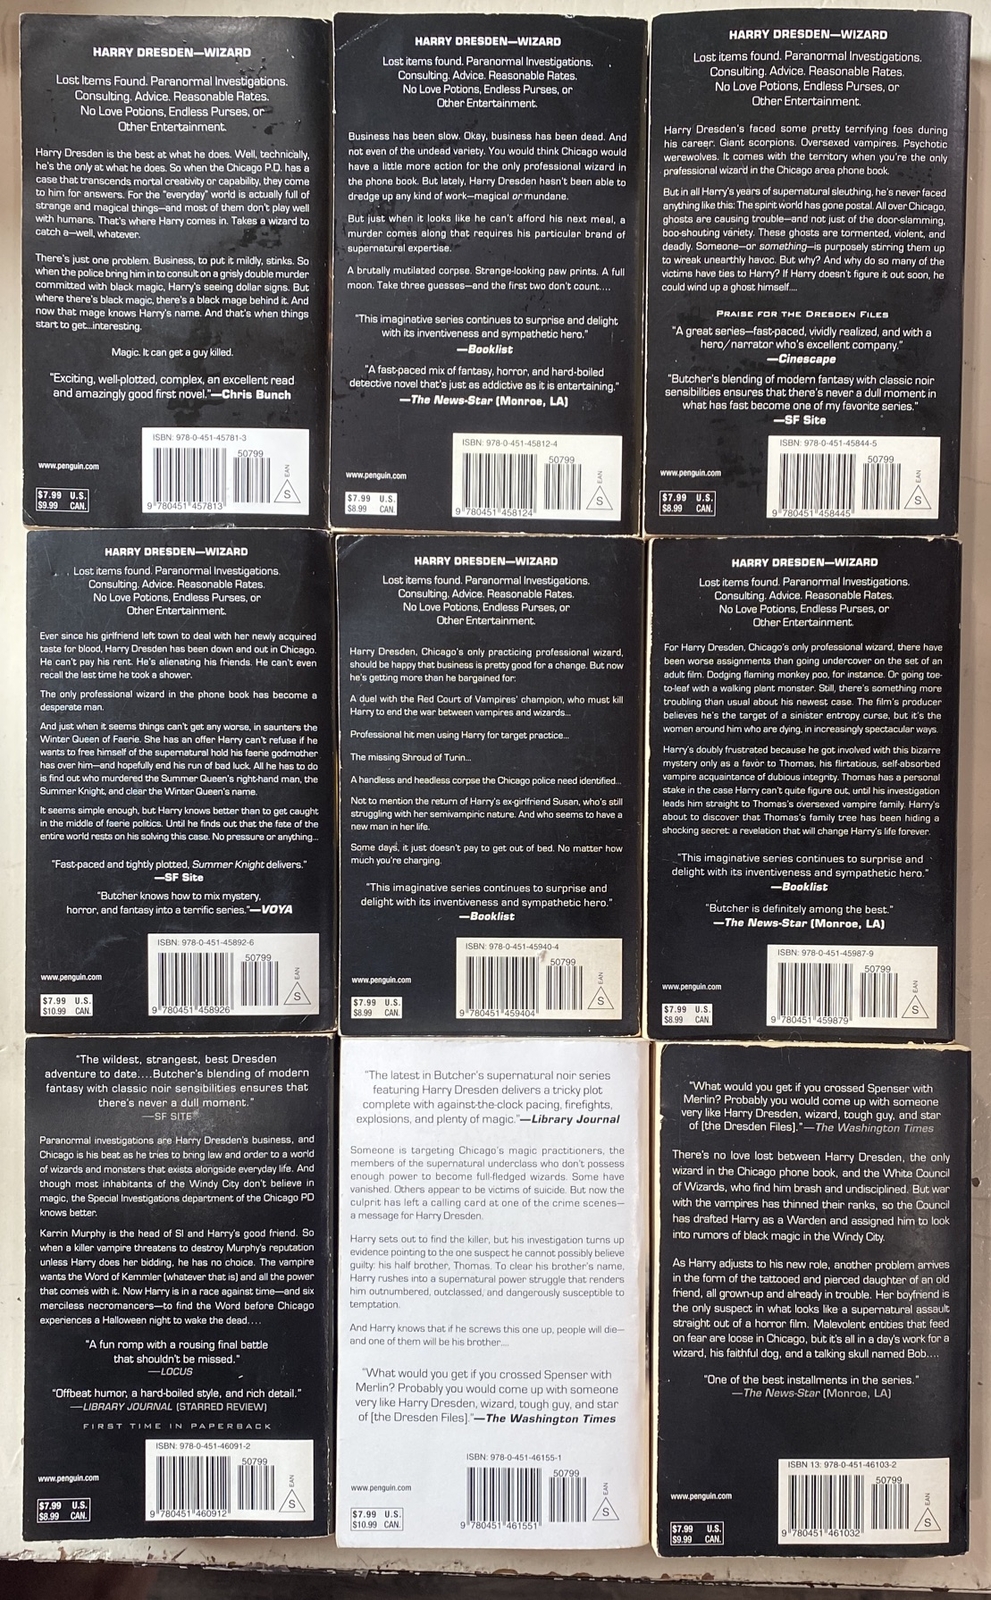 HARRY DRESDEN—WIZARD
Lost Items Found. Paranormal Investigations.
Consulting. Advice. Reasonable Rates.
No Love Potions, Endless Purses, or
Other Entertainment.
Harry Dresden is the best at what he does. Well, technically,
he's the only at what he does. So when the Chicago P.D. has a
case that transcends mortal creativity or capability, they come
to him for answers. For the "everyday" world is actually full of
strange and magical things—and most of them don't play well
with humans. That's where Harry comes in. Takes a wizard to
catch a—well, whatever.
There's just one problem. Business, to put it mildly, stinks. So
when the police bring him in to consult on a grisly double murder
committed with black magic, Harry's seeing dollar signs. But
where there's black magic, there's a black mage behind it. And
now that mage knows Harry's name. And that's when things
start to get...interesting.
Magic. It can get a guy killed.
"Exciting, well-plotted, complex, an excellent read
and amazingly good first novel."—Chris Bunch
ISBN: 978-0-451-45781-3
50799
www.penguin.com
EAN
S
$7.99 U.S.
$9.99 CAN.
9 780451 457813
HARRY DRESDEN—WIZARD
Lost items found. Paranormal Investigations.
Consulting. Advice. Reasonable Rates.
No Love Potions, Endless Purses, or
Other Entertainment.
Business has been slow. Okay, business has been dead. And
not even of the undead variety. You would think Chicago would
have a little more action for the only professional wizard in
the phone book. But lately, Harry Dresden hasn't been able to
dredge up any kind of work—magical or mundane.
But just when it looks like he can't afford his next meal, a
murder comes along that requires his particular brand of
supernatural expertise.
A brutally mutilated corpse. Strange-looking paw prints. A full
moon. Take three guesses—and the first two don't count....
"This imaginative series continues to surprise and delight
with its inventiveness and sympathetic hero."
—Booklist
"A fast-paced mix of fantasy, horror, and hard-boiled
detective novel that's just as addictive as it is entertaining."
—The News-Star (Monroe, LA)
ISBN: 978-0-451-45812-4
50799
www.penguin.com
EAN
S
$7.99 U.S.
$8.99 CAN.
9 780451 458124
HARRY DRESDEN—WIZARD
Lost items found. Paranormal Investigations.
Consulting. Advice. Reasonable Rates.
No Love Potions, Endless Purses, or
Other Entertainment.
Harry Dresden's faced some pretty terrifying foes during
his career. Giant scorpions. Oversexed vampires. Psychotic
werewolves. It comes with the territory when you're the only
professional wizard in the Chicago area phone book.
But in all Harry's years of supernatural sleuthing, he's never faced
anything like this: The spirit world has gone postal. All over Chicago,
ghosts are causing trouble—and not just of the door-slamming,
boo-shouting variety. These ghosts are tormented, violent, and
deadly. Someone—or something—is purposely stirring them up
to wreak unearthly havoc. But why? And why do so many of the
victims have ties to Harry? If Harry doesn't figure it out soon, he
could wind up a ghost himself....
PRAISE FOR THE DRESDEN FILES
"A great series—fast-paced, vividly realized, and with a
hero/narrator who's excellent company."
—Cinescape
"Butcher's blending of modern fantasy with classic noir
sensibilities ensures that there's never a dull moment in
what has fast become one of my favorite series."
—SF Site
ISBN: 978-0-451-45844-5
50799
www.penguin.com
EAN
S
$7.99 U.S.
$8.99 CAN.
9 780451 458445
HARRY DRESDEN—WIZARD
Lost items found. Paranormal Investigations.
Consulting. Advice. Reasonable Rates.
No Love Potions, Endless Purses, or
Other Entertainment.
Ever since his girlfriend left town to deal with her newly acquired
taste for blood, Harry Dresden has been down and out in Chicago.
He can't pay his rent. He's alienating his friends. He can't even
recall the last time he took a shower.
The only professional wizard in the phone book has become a
desperate man.
And just when it seems things can't get any worse, in saunters the
Winter Queen of Faerie. She has an offer Harry can't refuse if he
wants to free himself of the supernatural hold his faerie godmother
has over him—and hopefully end his run of bad luck. All he has to do
is find out who murdered the Summer Queen's right-hand man, the
Summer Knight, and clear the Winter Queen's name.
It seems simple enough, but Harry knows better than to get caught
in the middle of faerie politics. Until he finds out that the fate of the
entire world rests on his solving this case. No pressure or anything...
"Fast-paced and tightly plotted, Summer Knight delivers."
—SF Site
"Butcher knows how to mix mystery,
horror, and fantasy into a terrific series."—VOYA
ISBN: 978-0-451-45892-6
50799
www.penguin.com
EAN
S
$7.99 U.S.
$10.99 CAN.
9 780451 458926
HARRY DRESDEN—WIZARD
Lost items found. Paranormal Investigations.
Consulting. Advice. Reasonable Rates.
No Love Potions, Endless Purses, or
Other Entertainment.
Harry Dresden, Chicago's only practicing professional wizard,
should be happy that business is pretty good for a change. But now
he's getting more than he bargained for:
A duel with the Red Court of Vampires' champion, who must kill
Harry to end the war between vampires and wizards...
Professional hit men using Harry for target practice...
The missing Shroud of Turin...
A handless and headless corpse the Chicago police need identified...
Not to mention the return of Harry's ex-girlfriend Susan, who's still
struggling with her semivampiric nature. And who seems to have a
new man in her life.
Some days, it just doesn't pay to get out of bed. No matter how
much you're charging.
"This imaginative series continues to surprise and
delight with its inventiveness and sympathetic hero."
—Booklist
ISBN: 978-0-451-45940-4
50799
www.penguin.com
EAN
S
$7.99 U.S.
$8.99 CAN.
9 780451 459404
HARRY DRESDEN—WIZARD
Lost items found. Paranormal Investigations.
Consulting. Advice. Reasonable Rates.
No Love Potions, Endless Purses, or
Other Entertainment.
For Harry Dresden, Chicago's only professional wizard, there have
been worse assignments than going undercover on the set of an
adult film. Dodging flaming monkey poo, for instance. Or going toe-
to-leaf with a walking plant monster. Still, there's something more
troubling than usual about his newest case. The film's producer
believes he's the target of a sinister entropy curse, but it's the
women around him who are dying, in increasingly spectacular ways.
Harry's doubly frustrated because he got involved with this bizarre
mystery only as a favor to Thomas, his flirtatious, self-absorbed
vampire acquaintance of dubious integrity. Thomas has a personal
stake in the case Harry can't quite figure out, until his investigation
leads him straight to Thomas's oversexed vampire family. Harry's
about to discover that Thomas's family tree has been hiding a
shocking secret: a revelation that will change Harry's life forever.
"This imaginative series continues to surprise and
delight with its inventiveness and sympathetic hero."
—Booklist
"Butcher is definitely among the best."
—The News-Star (Monroe, LA)
ISBN: 978-0-451-45987-9
50799
www.penguin.com
EAN
S
$7.99 U.S.
$8.99 CAN.
9 780451 459879
"The wildest, strangest, best Dresden
adventure to date....Butcher's blending of modern
fantasy with classic noir sensibilities ensures that
there's never a dull moment."
—SF SITE
Paranormal investigations are Harry Dresden's business, and
Chicago is his beat as he tries to bring law and order to a world
of wizards and monsters that exists alongside everyday life. And
though most inhabitants of the Windy City don't believe in
magic, the Special Investigations department of the Chicago PD
knows better.
Karrin Murphy is the head of SI and Harry's good friend. So
when a killer vampire threatens to destroy Murphy's reputation
unless Harry does her bidding, he has no choice. The vampire
wants the Word of Kemmler (whatever that is) and all the power
that comes with it. Now Harry is in a race against time—and six
merciless necromancers—to find the Word before Chicago
experiences a Halloween night to wake the dead....
"A fun romp with a rousing final battle
that shouldn't be missed."
—LOCUS
"Offbeat humor, a hard-boiled style, and rich detail."
—LIBRARY JOURNAL (STARRED REVIEW)
FIRST TIME IN PAPERBACK
ISBN: 978-0-451-46091-2
50799
www.penguin.com
EAN
S
$7.99 U.S.
$8.99 CAN.
9 780451 460912
"The latest in Butcher's supernatural noir series
featuring Harry Dresden delivers a tricky plot
complete with against-the-clock pacing, firefights,
explosions, and plenty of magic."—Library Journal
Someone is targeting Chicago's magic practitioners, the
members of the supernatural underclass who don't possess
enough power to become full-fledged wizards. Some have
vanished. Others appear to be victims of suicide. But now the
culprit has left a calling card at one of the crime scenes—
a message for Harry Dresden.
Harry sets out to find the killer, but his investigation turns up
evidence pointing to the one suspect he cannot possibly believe
guilty: his half brother, Thomas. To clear his brother's name,
Harry rushes into a supernatural power struggle that renders
him outnumbered, outclassed, and dangerously susceptible to
temptation.
And Harry knows that if he screws this one up, people will die—
and one of them will be his brother....
"What would you get if you crossed Spenser with
Merlin? Probably you would come up with someone
very like Harry Dresden, wizard, tough guy, and star
of [the Dresden Files]."—The Washington Times
ISBN: 978-0-451-46155-1
50799
www.penguin.com
EAN
S
$7.99 U.S.
$10.99 CAN.
9 780451 461551
"What would you get if you crossed Spenser with
Merlin? Probably you would come up with someone
very like Harry Dresden, wizard, tough guy, and star
of [the Dresden Files]."—The Washington Times
There's no love lost between Harry Dresden, the only
wizard in the Chicago phone book, and the White Council
of Wizards, who find him brash and undisciplined. But war
with the vampires has thinned their ranks, so the Council
has drafted Harry as a Warden and assigned him to look
into rumors of black magic in the Windy City.
As Harry adjusts to his new role, another problem arrives
in the form of the tattooed and pierced daughter of an old
friend, all grown-up and already in trouble. Her boyfriend is
the only suspect in what looks like a supernatural assault
straight out of a horror film. Malevolent entities that feed
on fear are loose in Chicago, but it's all in a day's work for a
wizard, his faithful dog, and a talking skull named Bob....
"One of the best installments in the series."
—The News-Star (Monroe, LA)
ISBN 13: 978-0-451-46103-2
50799
www.penguin.com
EAN
S
$7.99 U.S.
$9.99 CAN.
9 780451 461032